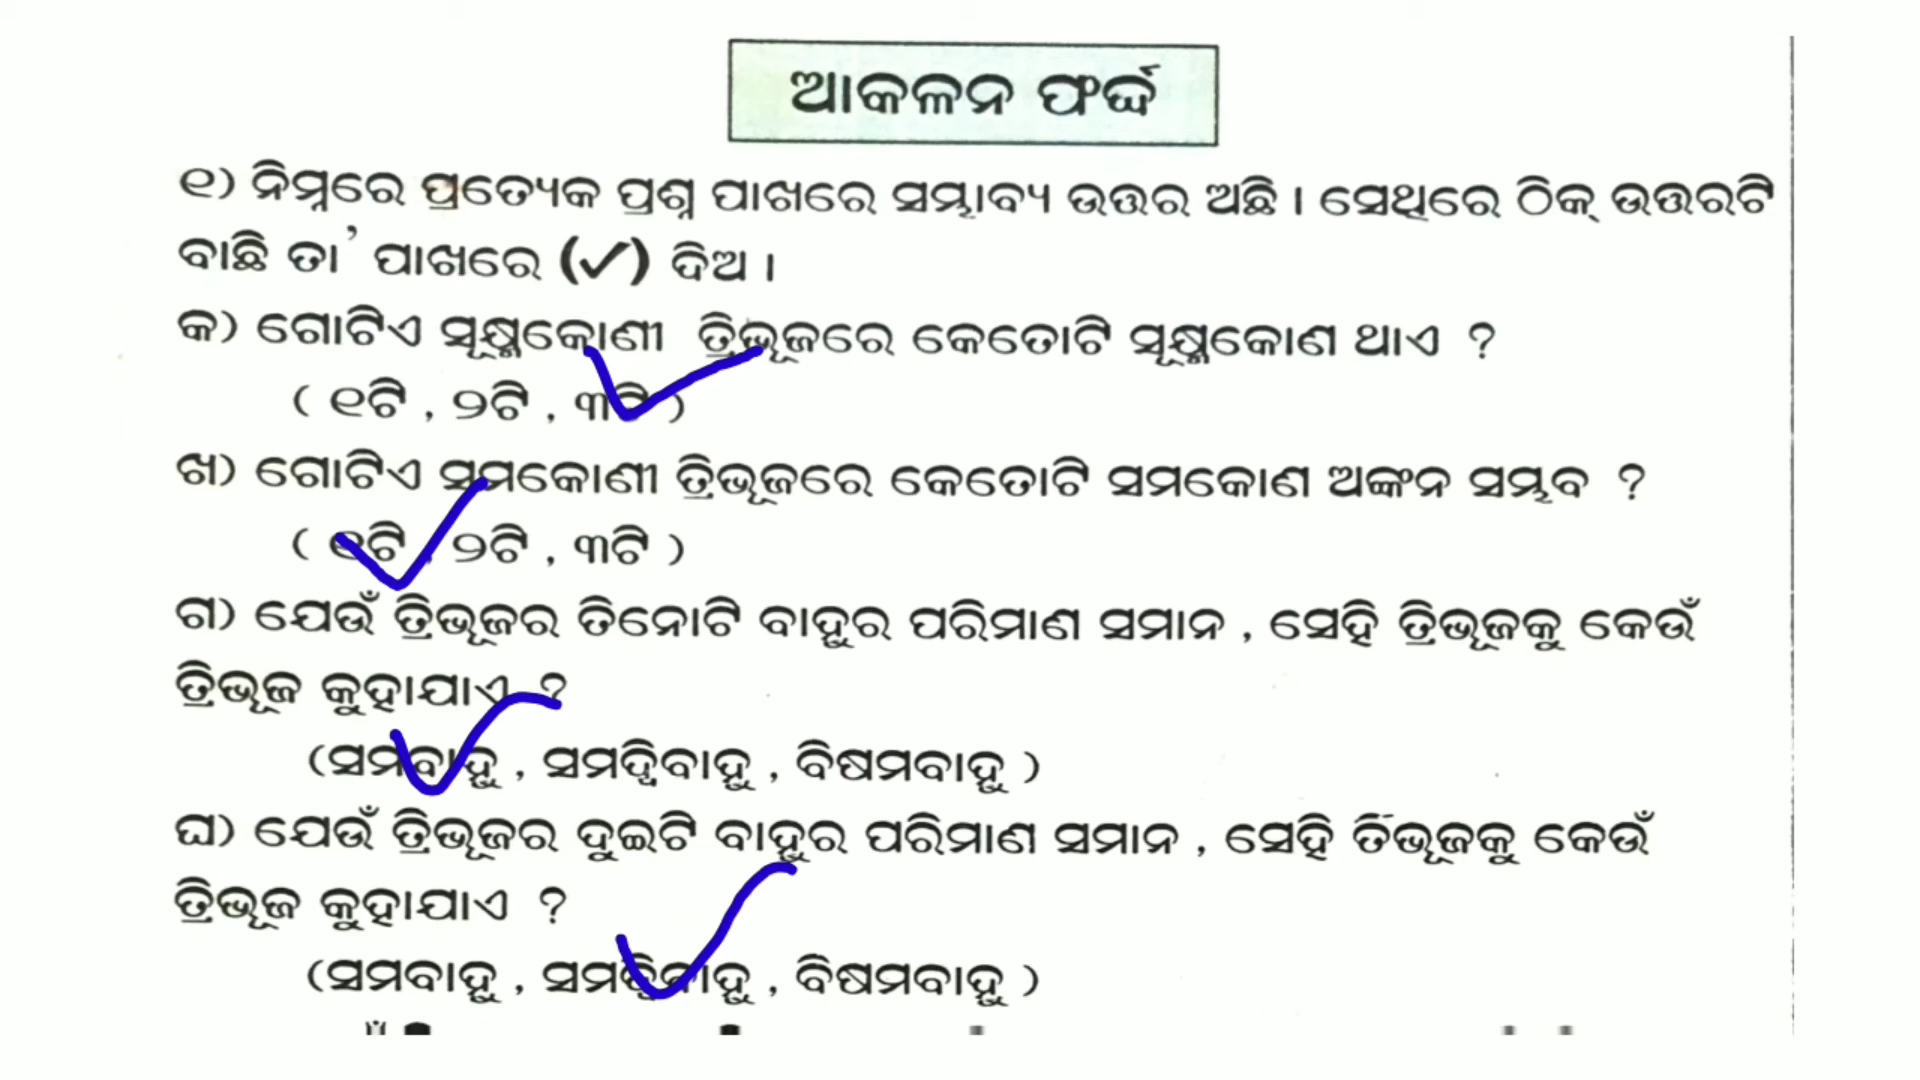 ଆକଳନ ଫର୍ଦ୍ଦ
୧) ନିମ୍ନରେ ପ୍ରତ୍ୟେକ ପ୍ରଶ୍ନ ପାଖରେ ସମ୍ଭାବ୍ୟ ଉତ୍ତର ଅଛି । ସେଥିରେ ଠିକ୍ ଉତ୍ତରଟି
ବାଛି ତା' ପାଖରେ (✓) ଦିଅ ।
କ) ଗୋଟିଏ ସୂକ୍ଷ୍ମକୋଣୀ ତ୍ରିଭୂଜରେ କେତୋଟି ସୂକ୍ଷ୍ମକୋଣ ଥାଏ ?
( ୧ଟି , ୨ଟି , ୩ଟି )
ଖ) ଗୋଟିଏ ସମକୋଣୀ ତ୍ରିଭୂଜରେ କେତୋଟି ସମକୋଣ ଅଙ୍କନ ସମ୍ଭବ ?
( ୧ଟି , ୨ଟି , ୩ଟି )
ଗ) ଯେଉଁ ତ୍ରିଭୂଜର ତିନୋଟି ବାହୁର ପରିମାଣ ସମାନ , ସେହି ତ୍ରିଭୂଜକୁ କେଉଁ
ତ୍ରିଭୂଜ କୁହାଯାଏ ?
(ସମବାହୁ , ସମଦ୍ୱିବାହୁ , ବିଷମବାହୁ )
ଘ) ଯେଉଁ ତ୍ରିଭୂଜର ଦୁଇଟି ବାହୁର ପରିମାଣ ସମାନ , ସେହି ତିଭୂଜକୁ କେଉଁ
ତ୍ରିଭୂଜ କୁହାଯାଏ ?
(ସମବାହୁ , ସମଦ୍ୱିବାହୁ , ବିଷମବାହୁ )